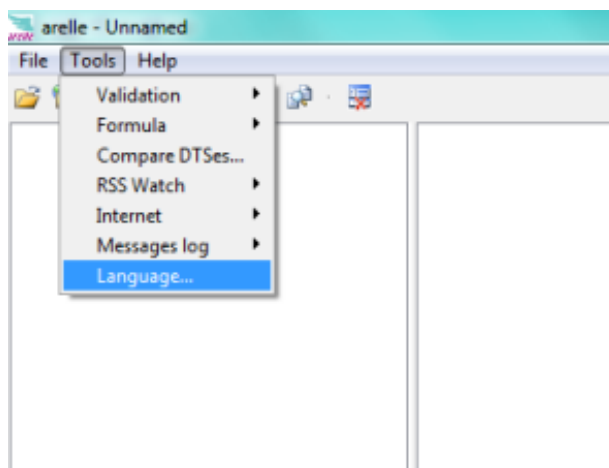 arelle - Unnamed
File Tools Help
Validation
Formula
Compare DTSes...
RSS Watch
Internet
Messages log
Language...